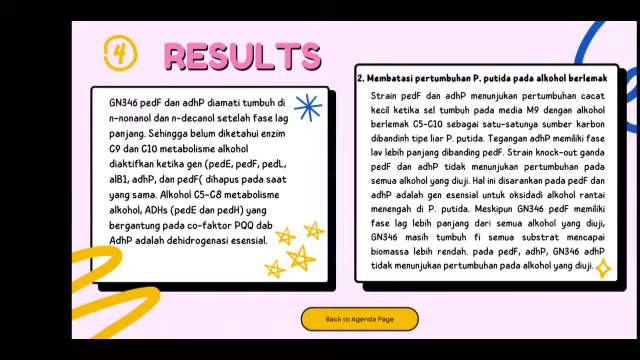 4
RESULTS
GN346 pedF dan adhP diamati tumbuh di
n-nonanol dan n-decanol setelah fase lag
panjang. Sehingga belum diketahui enzim
C9 dan C10 metabolisme alkohol
diaktifkan ketika gen (pedE, pedF, pedL,
alB1, adhP, dan pedF( dihapus pada saat
yang sama. Alkohol C5-C8 metabolisme
alkohol, ADHs (pedE dan pedH) yang
bergantung pada co-faktor PQQ dab
AdhP adalah dehidrogenasi esensial.
2. Membatasi pertumbuhan P. putida pada alkohol berlemak
Strain pedF dan adhP menunjukan pertumbuhan cacat
kecil ketika sel tumbuh pada media M9 dengan alkohol
berlemak C5-C10 sebagai satu-satunya sumber karbon
dibandinh tipe liar P. putida. Tegangan adhP memiliki fase
lav lebih panjang dibanding pedF. Strain knock-out ganda
pedF dan adhP tidak menunjukan pertumbuhan pada
semua alkohol yang diuji. Hal ini disarankan pada pedF dan
adhP adalah gen esensial untuk oksidadi alkohol rantai
menengah di P. putida. Meskipun GN346 pedF memiliki
fase lag lebih panjang dari semua alkohol yang diuji,
GN346 masih tumbuh fi semua substrat mencapai
biomassa lebih rendah. pada pedF, adhP, GN346 adhP
tidak menunjukan pertumbuhan pada alkohol yang diuji.
Back to Agenda Page